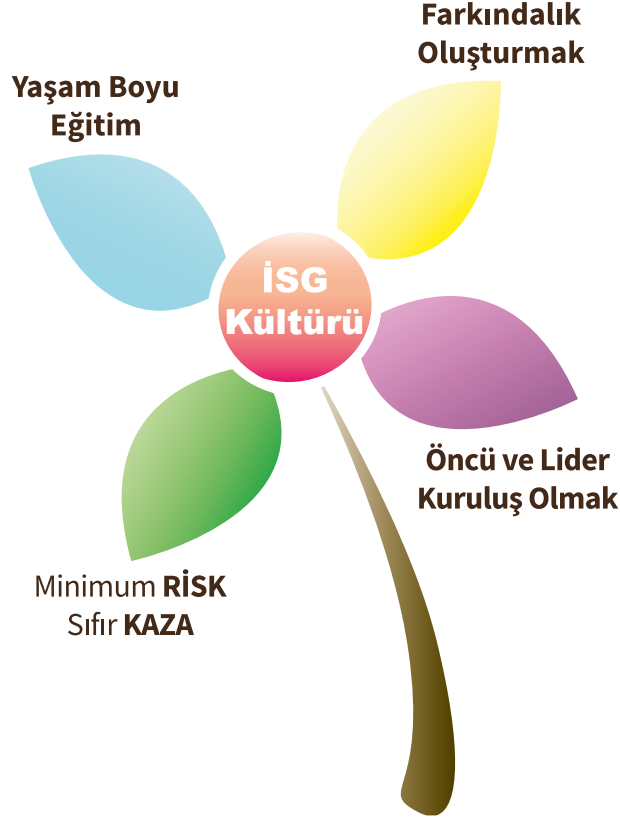 Farkındalık
Oluşturmak
Yaşam Boyu
Eğitim
İSG
Kültürü
Öncü ve Lider
Kuruluş Olmak
Minimum RİSK
Sıfır KAZA